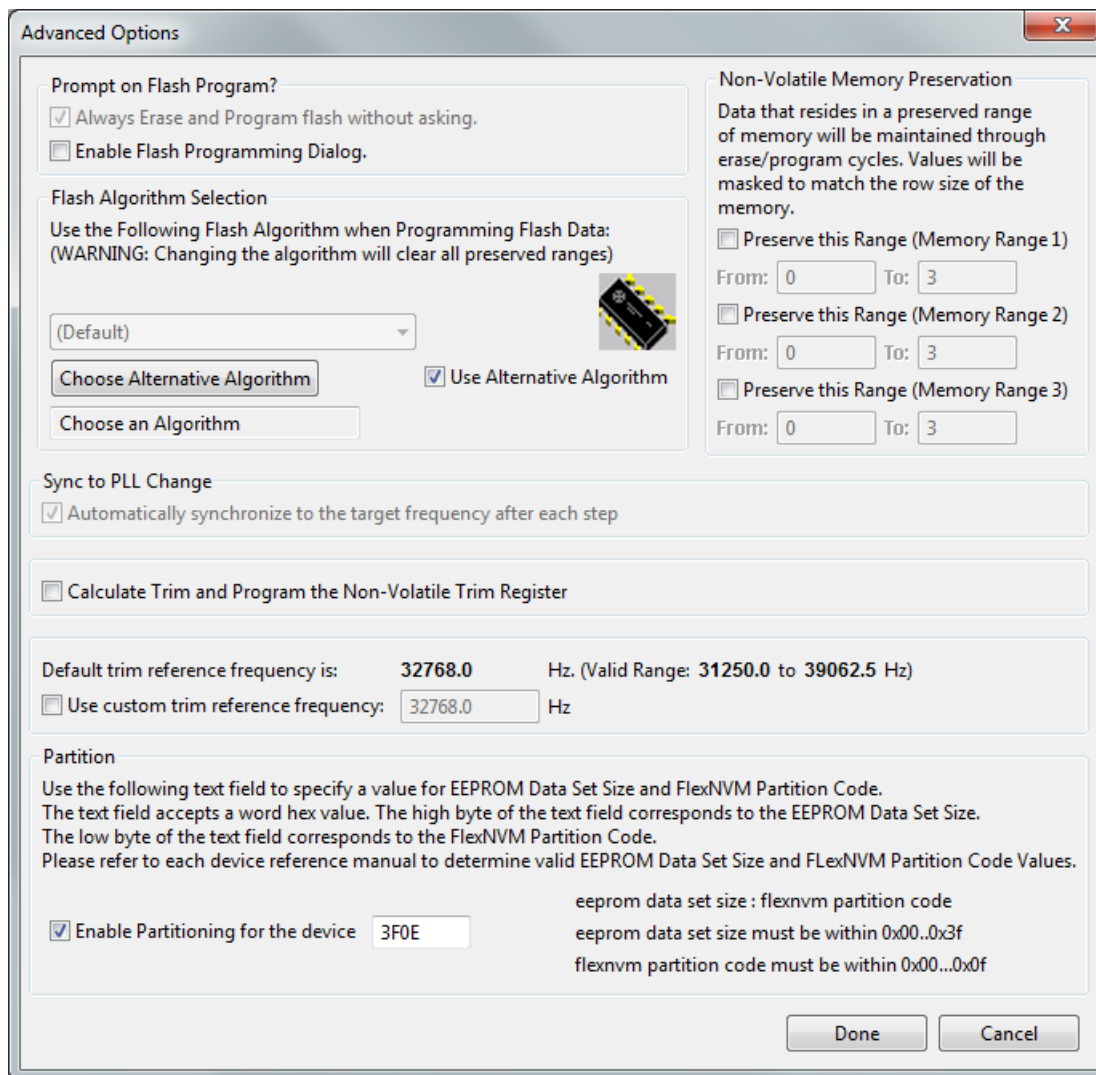 Advanced Options
Prompt on Flash Program?
Always Erase and Program flash without asking.
Enable Flash Programming Dialog.
Flash Algorithm Selection
Use the Following Flash Algorithm when Programming Flash Data:
(WARNING: Changing the algorithm will clear all preserved ranges)
(Default)
Choose Alternative Algorithm
Use Alternative Algorithm
Choose an Algorithm
Non-Volatile Memory Preservation
Data that resides in a preserved range
of memory will be maintained through
erase/program cycles. Values will be
masked to match the row size of the
memory.
Preserve this Range (Memory Range 1)
From: 0 To: 3
Preserve this Range (Memory Range 2)
From: 0 To: 3
Preserve this Range (Memory Range 3)
From: 0 To: 3
Sync to PLL Change
Automatically synchronize to the target frequency after each step
Calculate Trim and Program the Non-Volatile Trim Register
Default trim reference frequency is: 32768.0 Hz. (Valid Range: 31250.0 to 39062.5 Hz)
Use custom trim reference frequency: 32768.0 Hz
Partition
Use the following text field to specify a value for EEPROM Data Set Size and FlexNVM Partition Code.
The text field accepts a word hex value. The high byte of the text field corresponds to the EEPROM Data Set Size.
The low byte of the text field corresponds to the FlexNVM Partition Code.
Please refer to each device reference manual to determine valid EEPROM Data Set Size and FLexNVM Partition Code Values.
eeprom data set size : flexnvm partition code
Enable Partitioning for the device 3F0E eeprom data set size must be within 0x00..0x3f
flexnvm partition code must be within 0x00...0x0f
Done Cancel